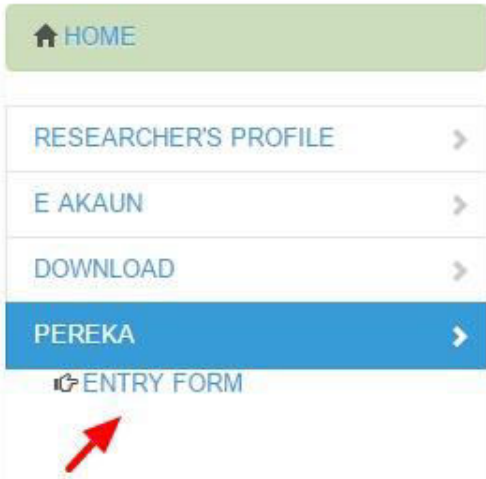 HOME
RESEARCHER'S PROFILE
E AKAUN
DOWNLOAD
PEREKA
ENTRY FORM